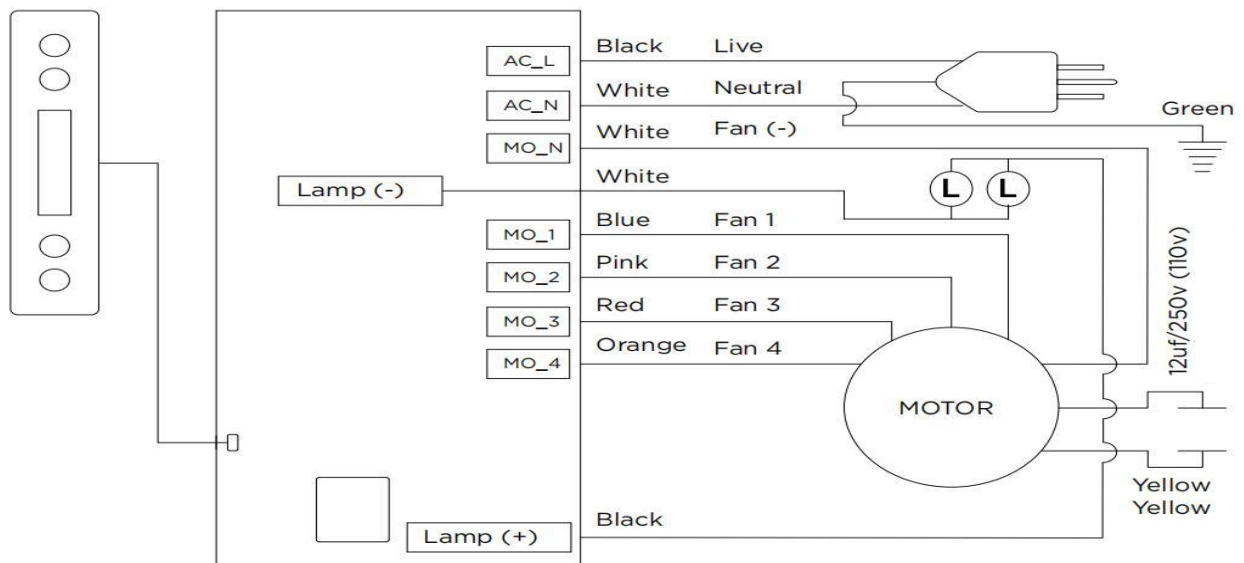 AC_L Black Live
AC_N White Neutral
Green
MO_N White Fan (-)
Lamp (-) White
L L
MO_1 Blue Fan 1
MO_2 Pink Fan 2
MO_3 Red Fan 3
MO_4 Orange Fan 4
12uf/250v (110v)
MOTOR
Yellow
Yellow
Lamp (+) Black